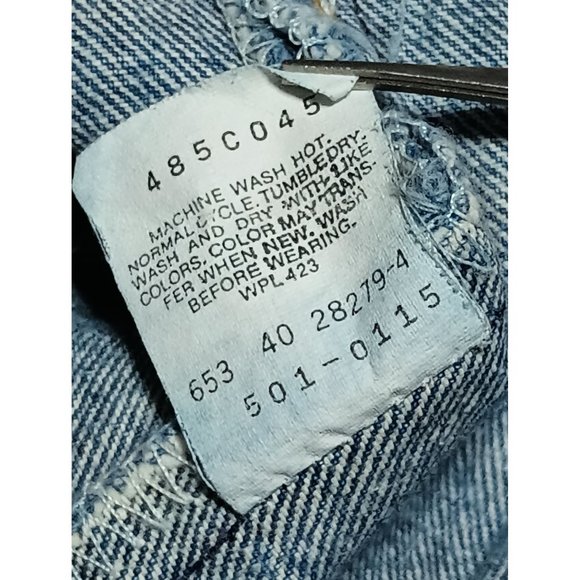 485C045
MACHINE WASH HOT,
NORMAL CYCLE. TUMBLE DRY.
WASH AND DRY WITH LIKE
COLORS. COLOR MAY TRANS-
FER WHEN NEW. WASH
BEFORE WEARING.
WPL 423
653 40 28279-4
501-0115